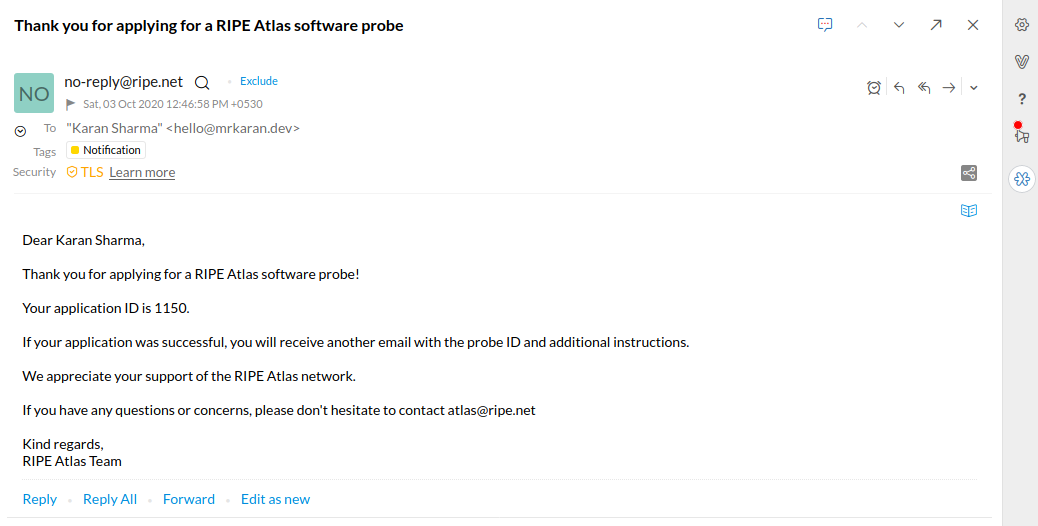 Thank you for applying for a RIPE Atlas software probe
NO
no-reply@ripe.net
Exclude
Sat, 03 Oct 2020 12:46:58 PM +0530
To "Karan Sharma" <hello@mrkaran.dev>
Tags Notification
Security TLS Learn more
?
Dear Karan Sharma,
Thank you for applying for a RIPE Atlas software probe!
Your application ID is 1150.
If your application was successful, you will receive another email with the probe ID and additional instructions.
We appreciate your support of the RIPE Atlas network.
If you have any questions or concerns, please don't hesitate to contact atlas@ripe.net
Kind regards,
RIPE Atlas Team
Reply Reply All Forward Edit as new